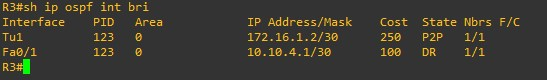 R3#sh ip ospf int bri
Interface    PID   Area            IP Address/Mask    Cost  State Nbrs F/C
Tu1          123   0               172.16.1.2/30      250   P2P   1/1
Fa0/1        123   0               10.10.4.1/30       100   DR    1/1
R3#